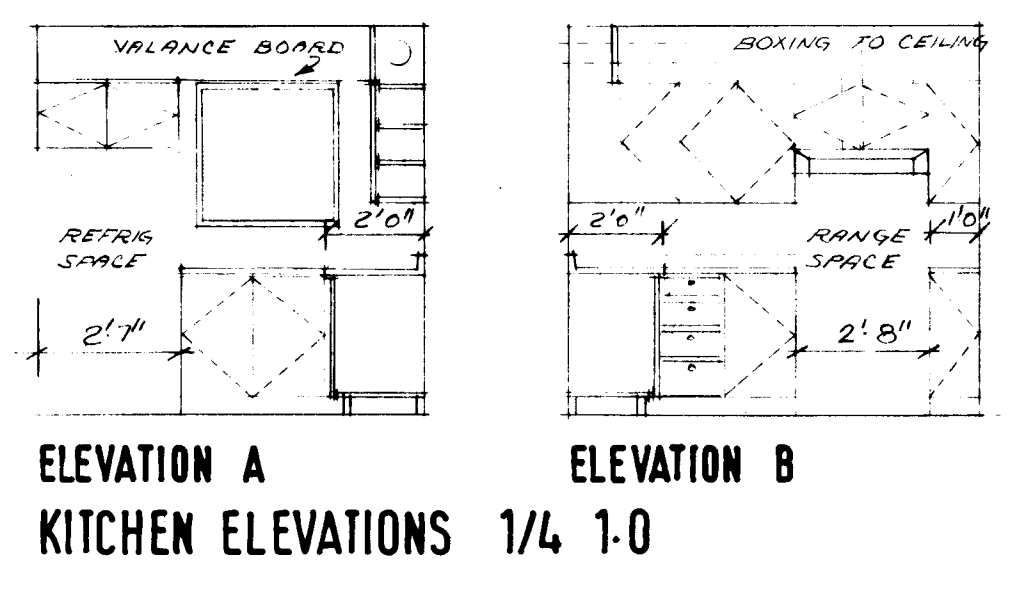 VALANCE BOARD
2'0"
REFRIG
SPACE
2'7"
BOXING TO CEILING
2'0"
1'0"
RANGE
SPACE
2'8"
ELEVATION A
ELEVATION B
KITCHEN ELEVATIONS 1/4 1·0